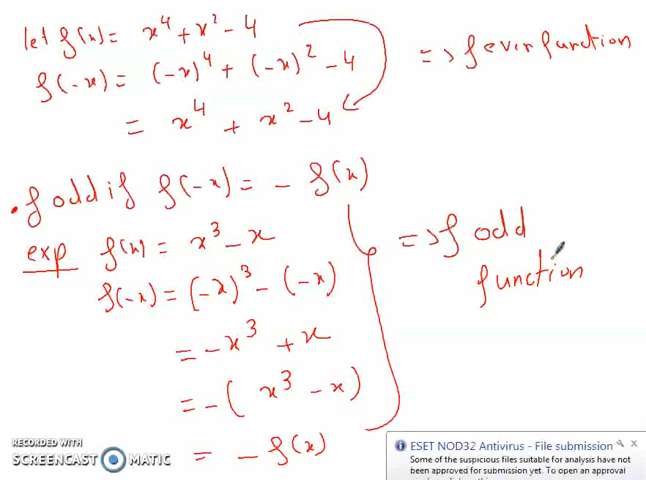 let f(x) = x⁴ + x² - 4
f(-x) = (-x)⁴ + (-x)² - 4
= x⁴ + x² - 4
=> f even function
• f odd if f(-x) = - f(x)
exp f(x) = x³ - x
f(-x) = (-x)³ - (-x)
= -x³ + x
= -( x³ - x)
= - f(x)
=> f odd
function
RECORDED WITH
SCREENCAST MATIC
ESET NOD32 Antivirus - File submission
Some of the suspicious files suitable for analysis have not
been approved for submission yet. To open an approval